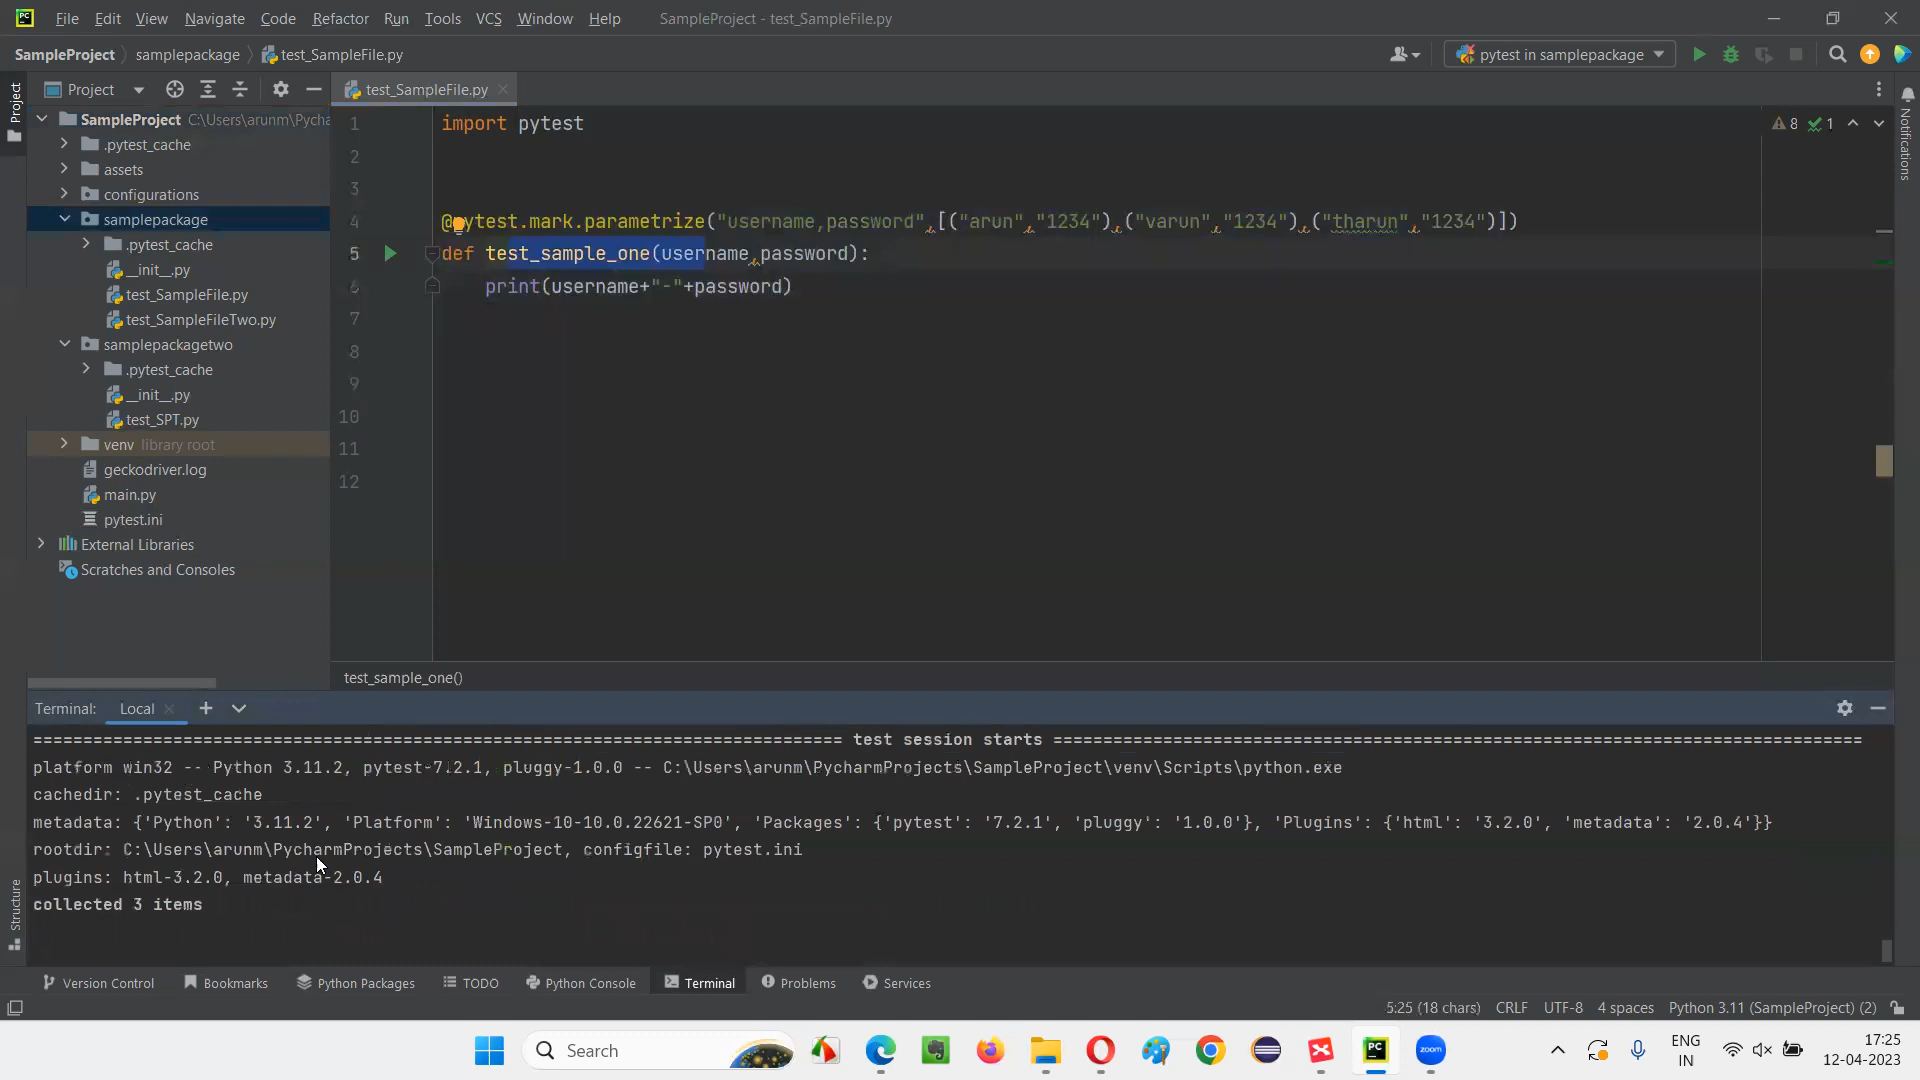 File Edit View Navigate Code Refactor Run Tools VCS Window Help SampleProject - test_SampleFile.py
SampleProject samplepackage test_SampleFile.py pytest in samplepackage
Project
Project
test_SampleFile.py
SampleProject C:\Users\arunm\Pycha
.pytest_cache
assets
configurations
samplepackage
.pytest_cache
__init__.py
test_SampleFile.py
test_SampleFileTwo.py
samplepackagetwo
.pytest_cache
__init__.py
test_SPT.py
venv library root
geckodriver.log
main.py
pytest.ini
External Libraries
Scratches and Consoles
1 import pytest
2
3
4 @pytest.mark.parametrize("username,password",[("arun","1234"),("varun","1234"),("tharun","1234")])
5 def test_sample_one(username,password):
6 print(username+"-"+password)
7
8
9
10
11
12
8 1
Notifications
test_sample_one()
Terminal: Local
============ test session starts ============
platform win32 -- Python 3.11.2, pytest-7.2.1, pluggy-1.0.0 -- C:\Users\arunm\PycharmProjects\SampleProject\venv\Scripts\python.exe
cachedir: .pytest_cache
metadata: {'Python': '3.11.2', 'Platform': 'Windows-10-10.0.22621-SP0', 'Packages': {'pytest': '7.2.1', 'pluggy': '1.0.0'}, 'Plugins': {'html': '3.2.0', 'metadata': '2.0.4'}}
rootdir: C:\Users\arunm\PycharmProjects\SampleProject, configfile: pytest.ini
plugins: html-3.2.0, metadata-2.0.4
collected 3 items
Structure
Version Control Bookmarks Python Packages TODO Python Console Terminal Problems Services
5:25 (18 chars) CRLF UTF-8 4 spaces Python 3.11 (SampleProject) (2)
Search
PC
zoom
ENG
IN
17:25
12-04-2023